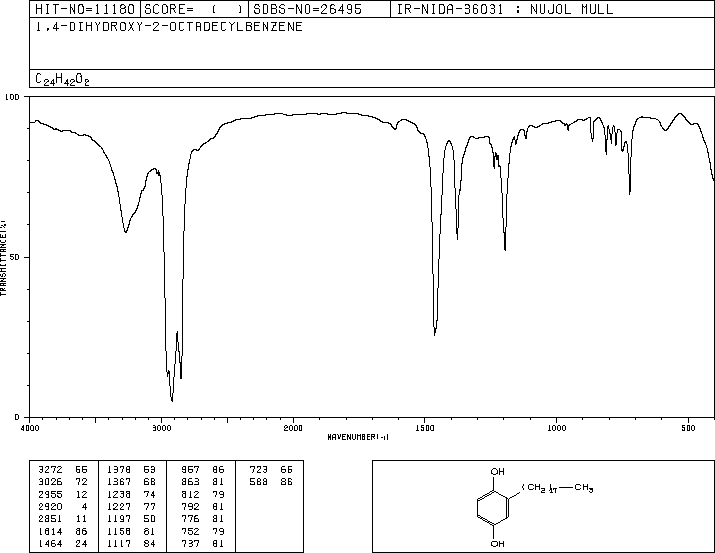 HIT-NO=11180 SCORE= ( ) SDBS-NO=26495 IR-NIDA-36031 : NUJOL MULL
1,4-DIHYDROXY-2-OCTADECYLBENZENE
C24H42O2
100
50
0
TRANSMITTANCE(%)
4000 3000 2000 1500 1000 500
WAVENUMBER(-1)
3272 66 1378 53 957 86 723 66
3026 72 1367 68 863 81 588 86
2955 12 1238 74 812 79
2920 4 1227 77 792 81
2851 11 1197 50 776 81
1614 86 1158 81 752 79
1464 24 1117 84 737 81
OH
(CH2)17 CH3
OH